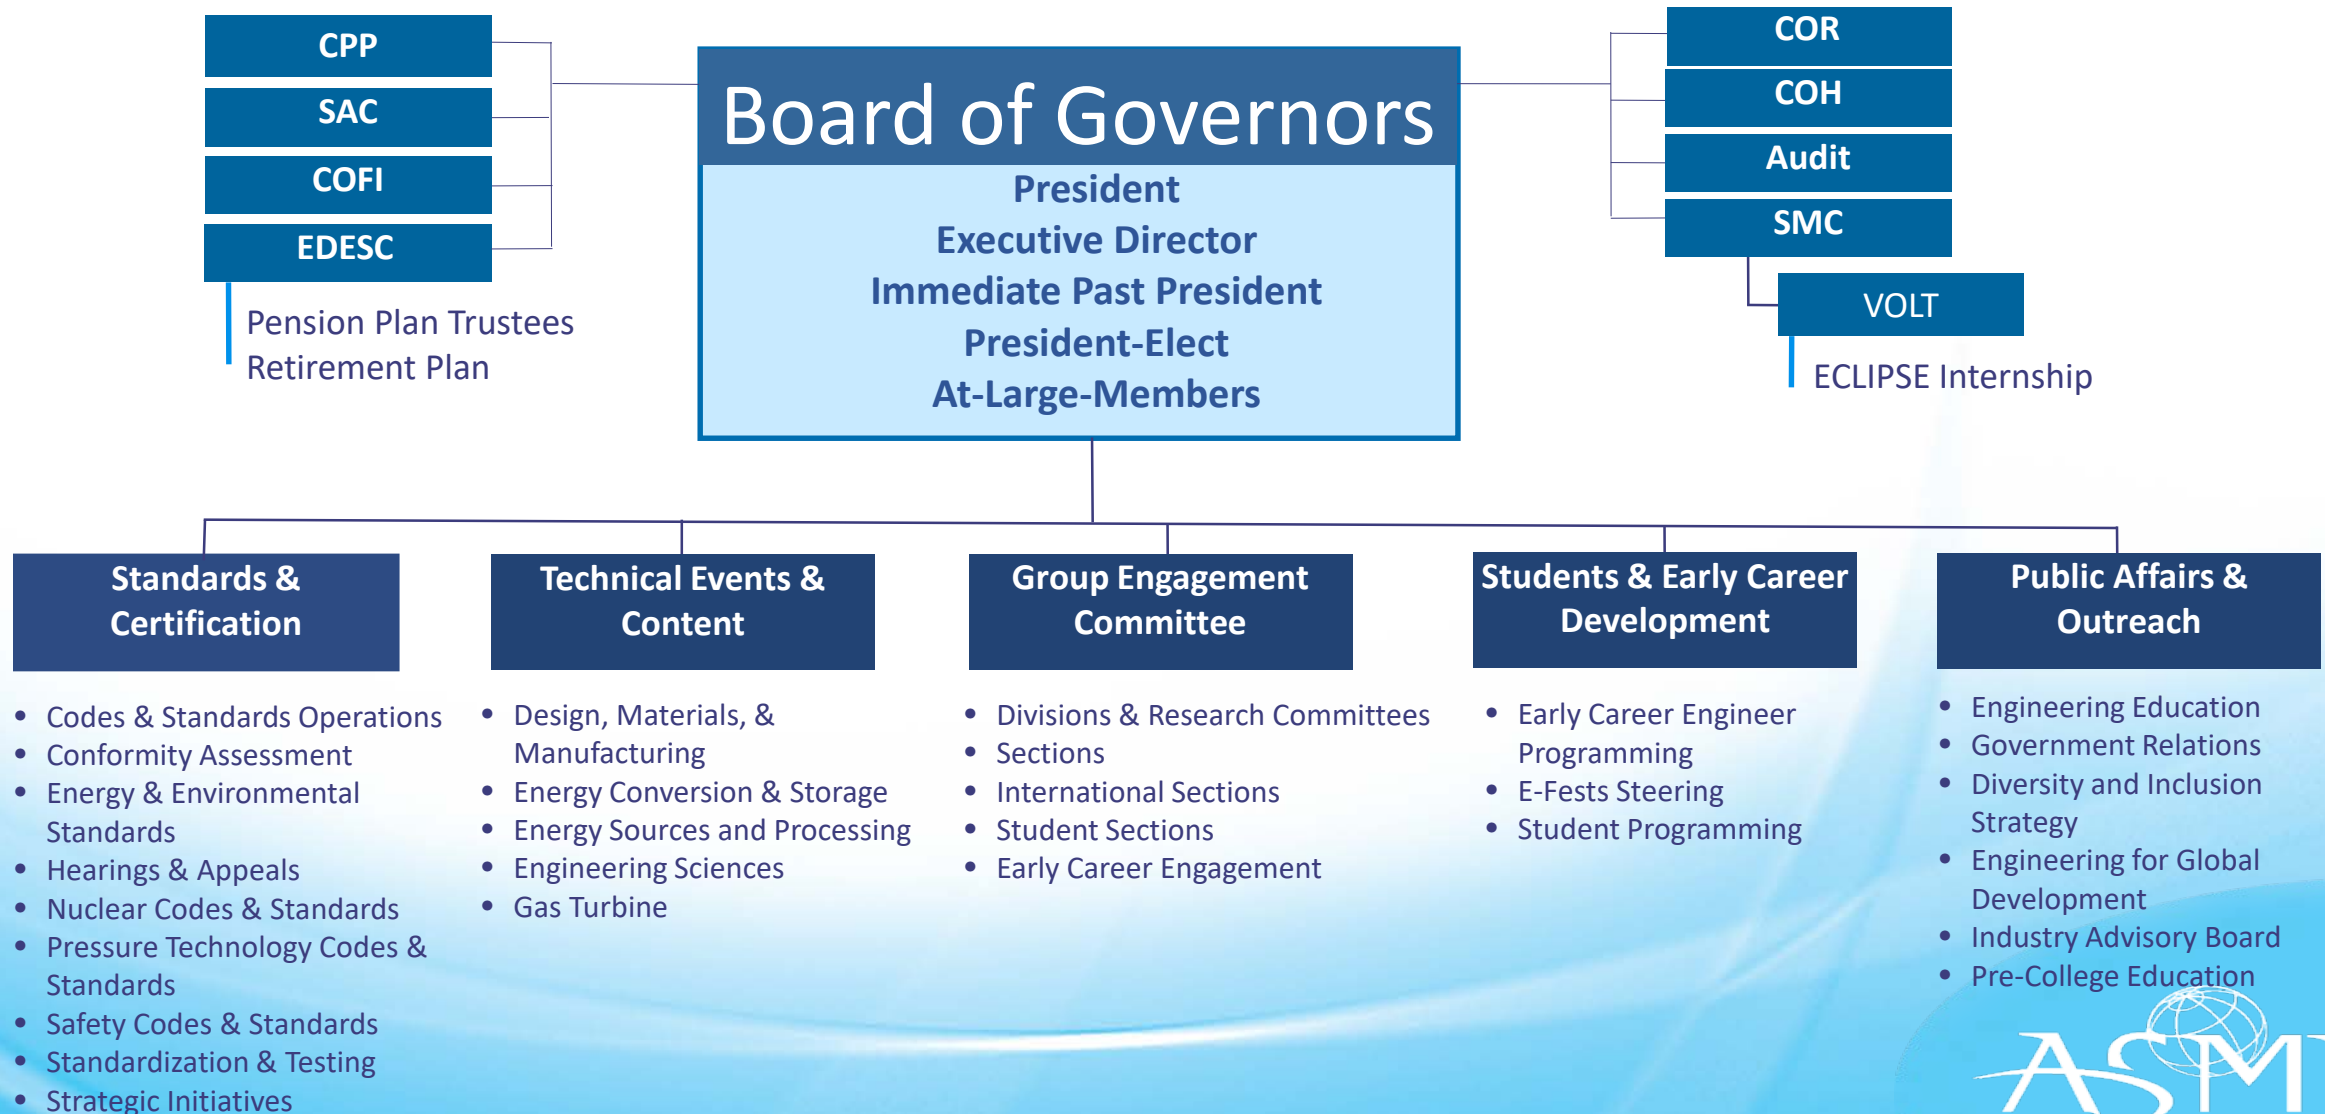 CPP
SAC
COFI
EDESC
Pension Plan Trustees
Retirement Plan
Board of Governors
President
Executive Director
Immediate Past President
President-Elect
At-Large-Members
COR
COH
Audit
SMC
VOLT
ECLIPSE Internship
Standards &
Certification
• Codes & Standards Operations
• Conformity Assessment
• Energy & Environmental
Standards
• Hearings & Appeals
• Nuclear Codes & Standards
• Pressure Technology Codes &
Standards
• Safety Codes & Standards
• Standardization & Testing
• Strategic Initiatives
Technical Events &
Content
• Design, Materials, &
Manufacturing
• Energy Conversion & Storage
• Energy Sources and Processing
• Engineering Sciences
• Gas Turbine
Group Engagement
Committee
• Divisions & Research Committees
• Sections
• International Sections
• Student Sections
• Early Career Engagement
Students & Early Career
Development
• Early Career Engineer
Programming
• E-Fests Steering
• Student Programming
Public Affairs &
Outreach
• Engineering Education
• Government Relations
• Diversity and Inclusion
Strategy
• Engineering for Global
Development
• Industry Advisory Board
• Pre-College Education
ASM